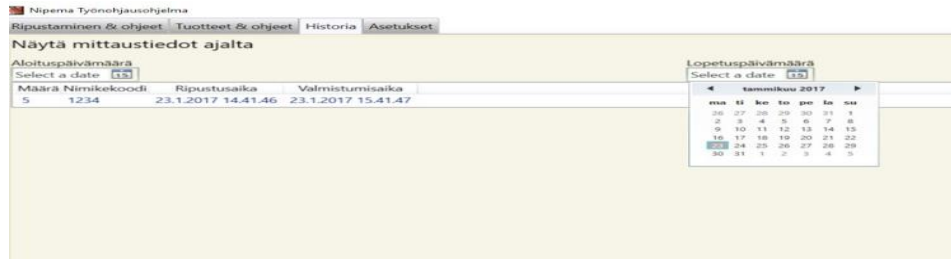 Nipema Työnohjausohjelma
Ripustaminen & ohjeet Tuotteet & ohjeet Historia Asetukset
Näytä mittaustiedot ajalta
Aloituspäivämäärä Lopetuspäivämäärä
Select a date 15 Select a date 15
Määrä Nimikekoodi Ripustusaika Valmistumisaika
5 1234 23.1.2017 14.41.46 23.1.2017 15.41.47
tammikuu 2017
ma ti ke to pe la su
26 27 28 29 30 31 1
2 3 4 5 6 7 8
9 10 11 12 13 14 15
16 17 18 19 20 21 22
23 24 25 26 27 28 29
30 31 1 2 3 4 5